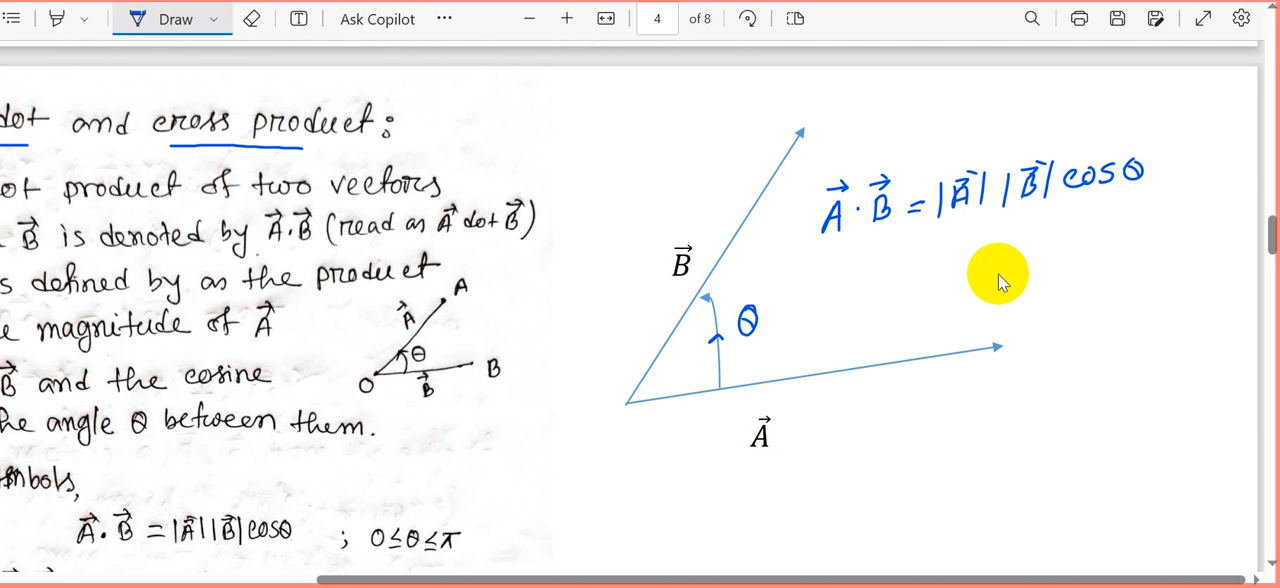 Draw
Ask Copilot
4 of 8
dot and cross product:
ot product of two vectors
B⃗ is denoted by A⃗.B⃗ (read as A⃗ dot B⃗)
s defined by as the product
e magnitude of A⃗
B⃗ and the cosine
he angle θ between them.
mbols,
A⃗ . B⃗ = |A⃗||B⃗|cosθ ; 0≤θ≤π
A
A⃗
θ
O
B⃗
B
A⃗ . B⃗ = |A⃗| |B⃗| cosθ
B⃗
θ
A⃗